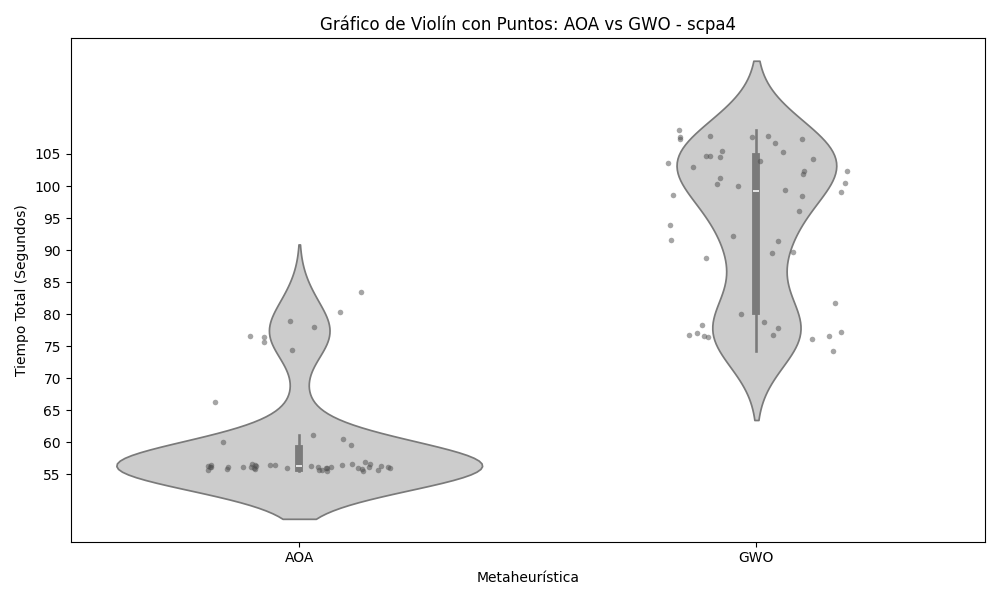 Gráfico de Violín con Puntos: AOA vs GWO - scpa4
Tiempo Total (Segundos)
105
100
95
90
85
80
75
70
65
60
55
AOA
GWO
Metaheurística